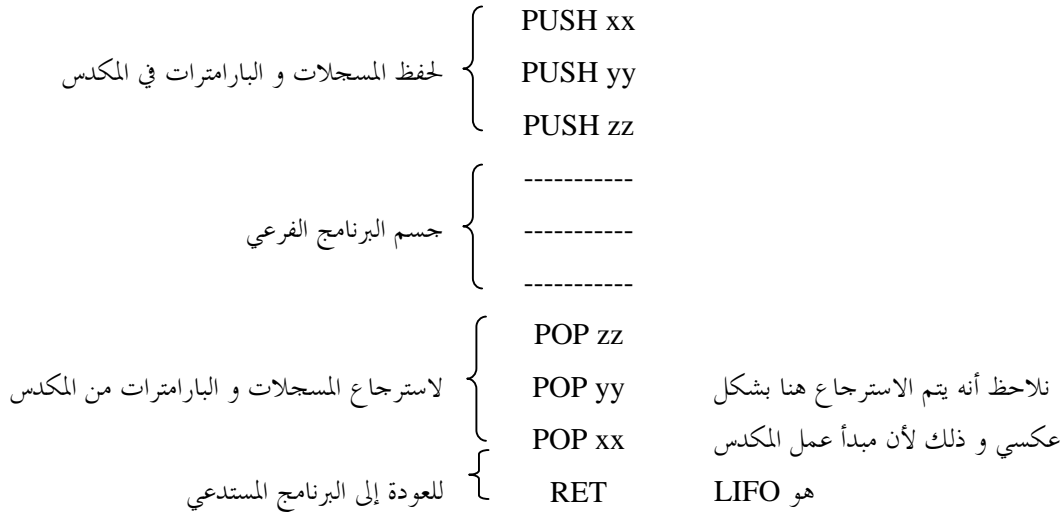 PUSH xx
لحفظ المسجلات و البارامترات في المكدس
PUSH yy
PUSH zz
-----------
جسم البرنامج الفرعي
-----------
-----------
POP zz
لاسترجاع المسجلات و البارامترات من المكدس
POP yy
نلاحظ أنه يتم الاسترجاع هنا بشكل
POP xx
عكسي و ذلك لأن مبدأ عمل المكدس
للعودة إلى البرنامج المستدعي
RET
هو LIFO